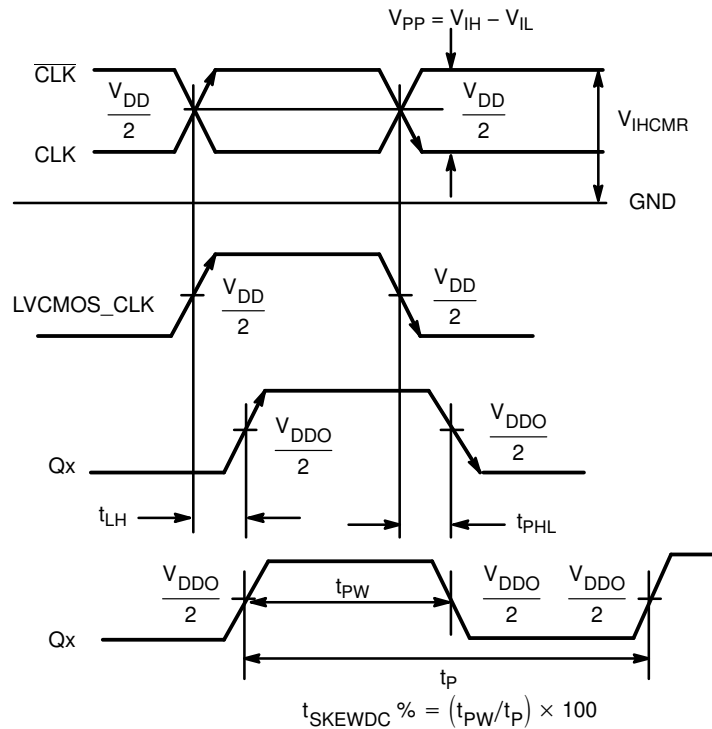 V_PP = V_IH – V_IL
C̅L̅K̅
V_DD/2
V_DD/2
V_IHCMR
CLK
GND
LVCMOS_CLK
V_DD/2
V_DD/2
V_DDO/2
V_DDO/2
Qx
t_LH
t_PHL
V_DDO/2
t_PW
V_DDO/2
V_DDO/2
Qx
t_P
t_SKEWDC % = (t_PW/t_P) × 100